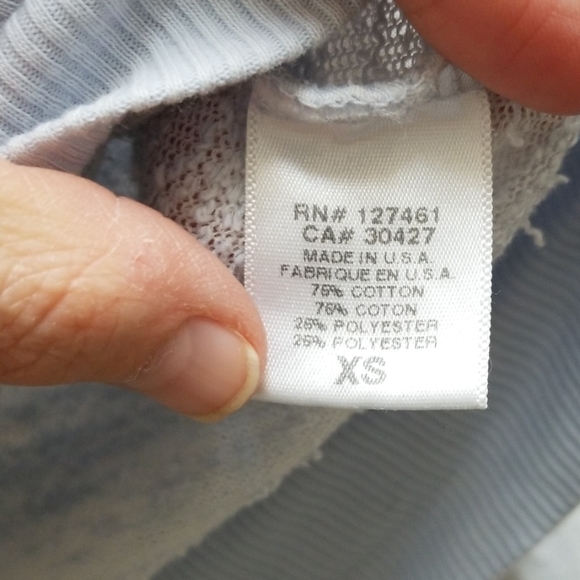 RN# 127461
CA# 30427
MADE IN U.S.A.
FABRIQUE EN U.S.A.
75% COTTON
75% COTON
25% POLYESTER
25% POLYESTER
XS